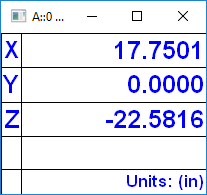 A::0 ...
X 17.7501
Y 0.0000
Z -22.5816
Units: (in)